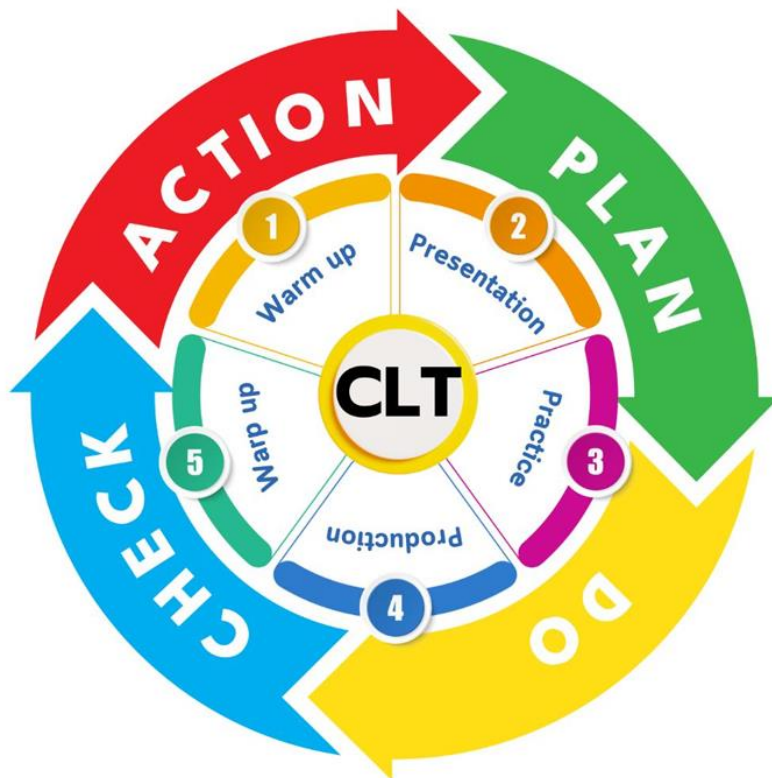 ACTION
PLAN
DO
CHECK
1
Warm up
2
Presentation
3
Practice
4
Production
5
Warp up
CLT